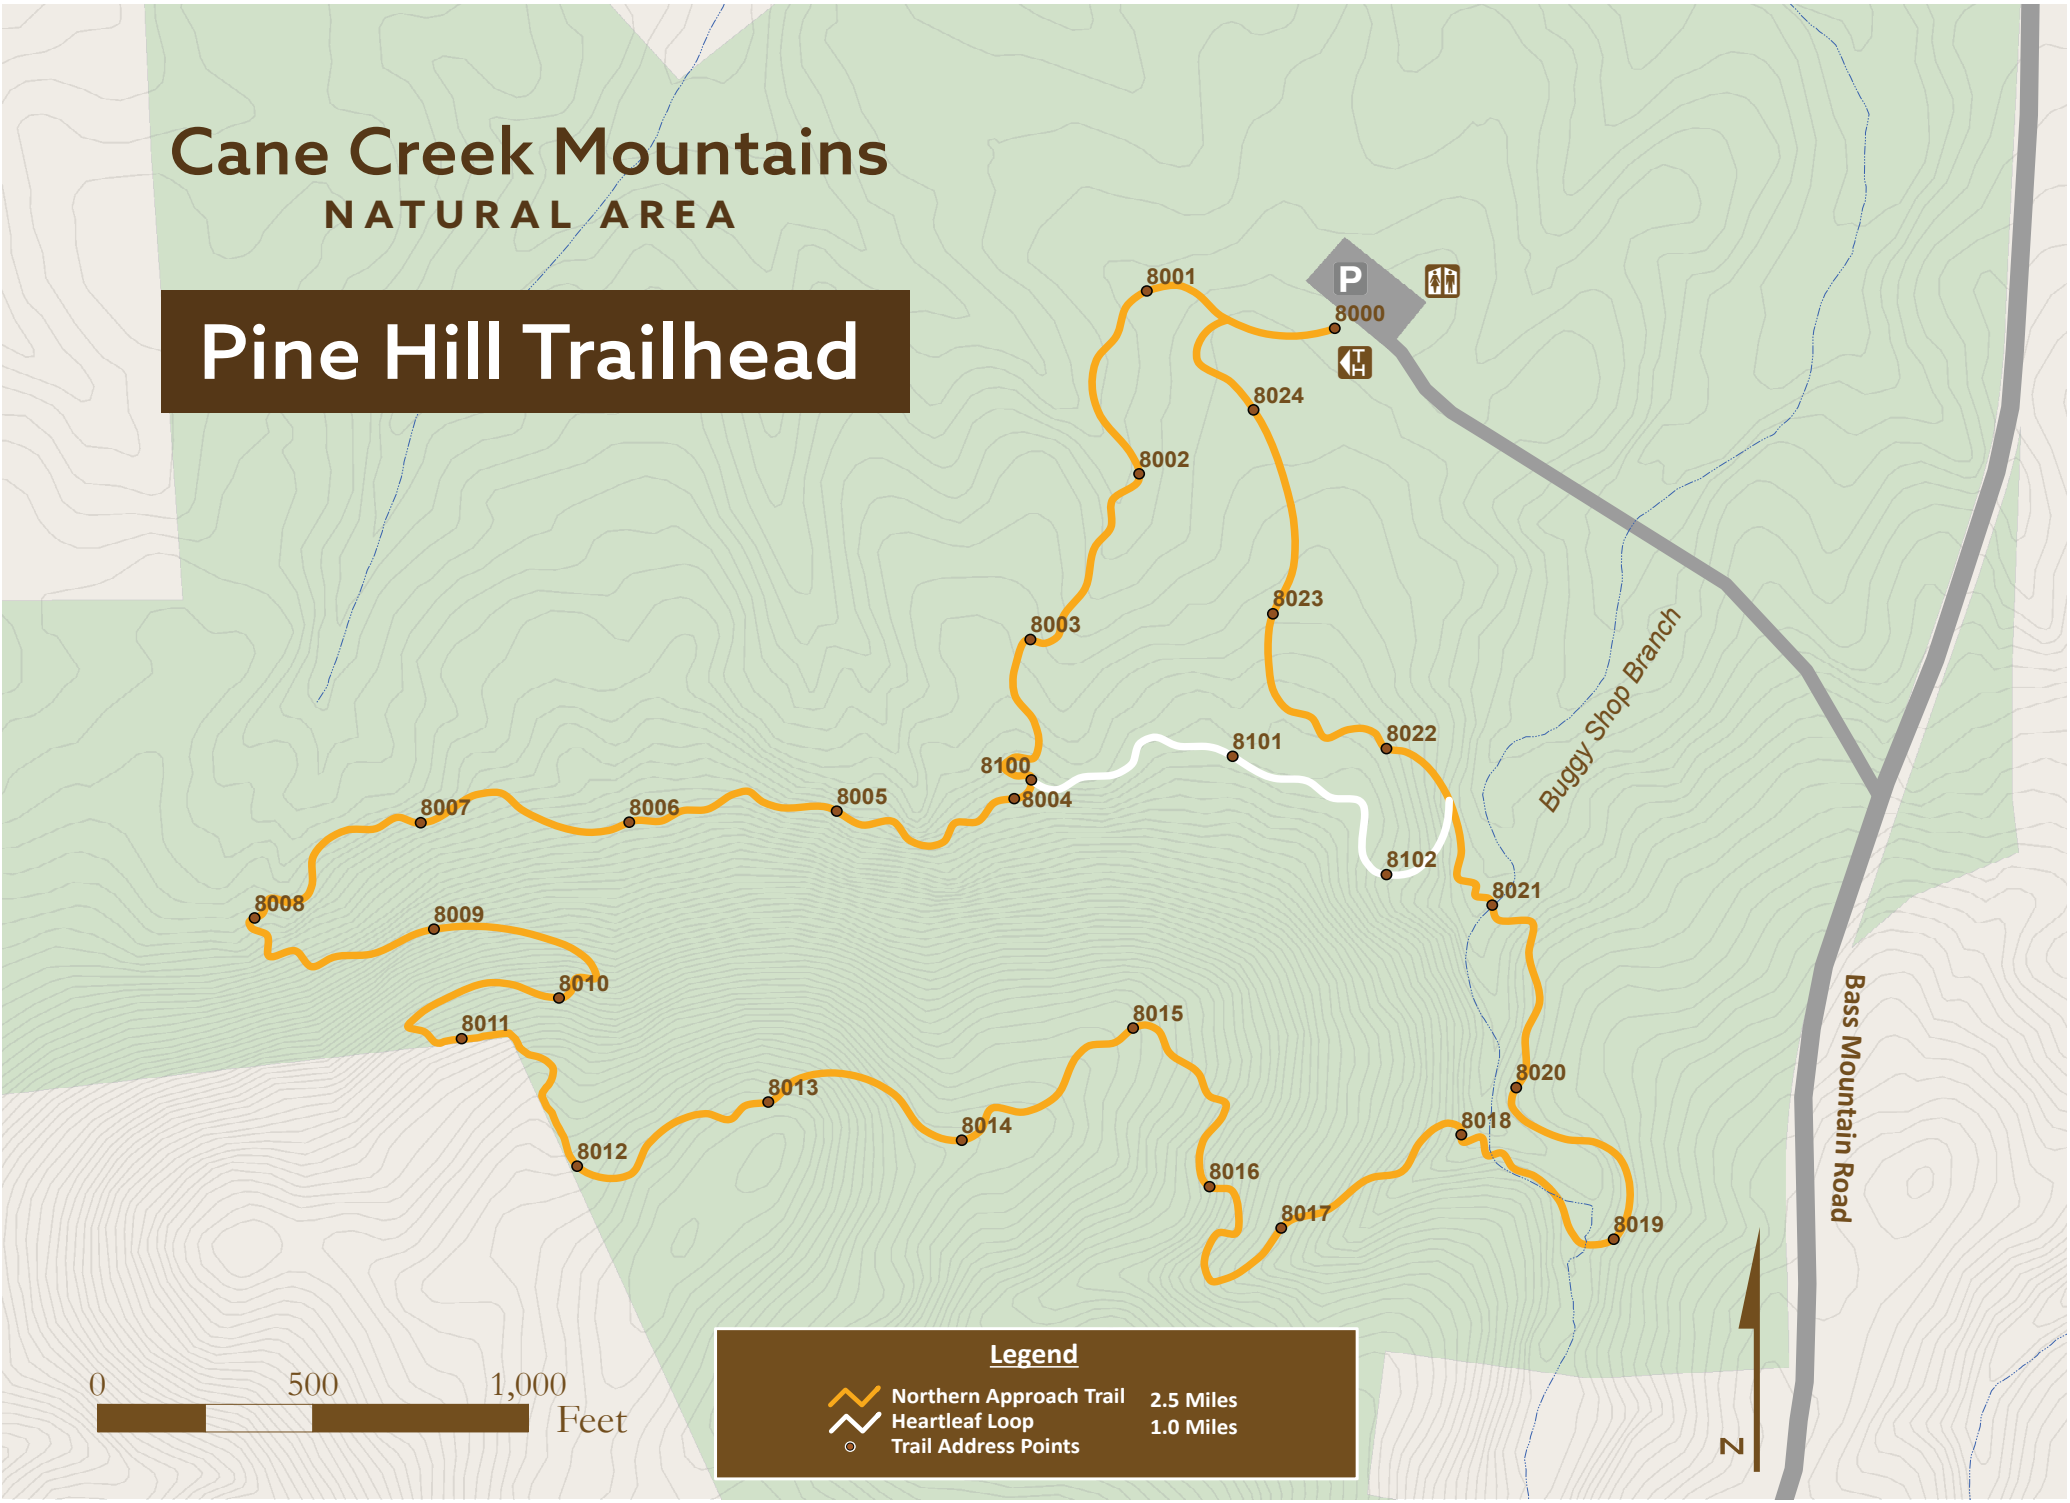 Cane Creek Mountains
NATURAL AREA
Pine Hill Trailhead
P
8000
TH
8001
8024
8002
8023
8003
8022
8101
8100
8004
8005
8006
8007
8102
8021
8008
8009
8010
8011
8015
8020
8013
8014
8018
8012
8016
8017
8019
Buggy Shop Branch
Bass Mountain Road
N
0 500 1,000
Feet
Legend
Northern Approach Trail 2.5 Miles
Heartleaf Loop 1.0 Miles
Trail Address Points